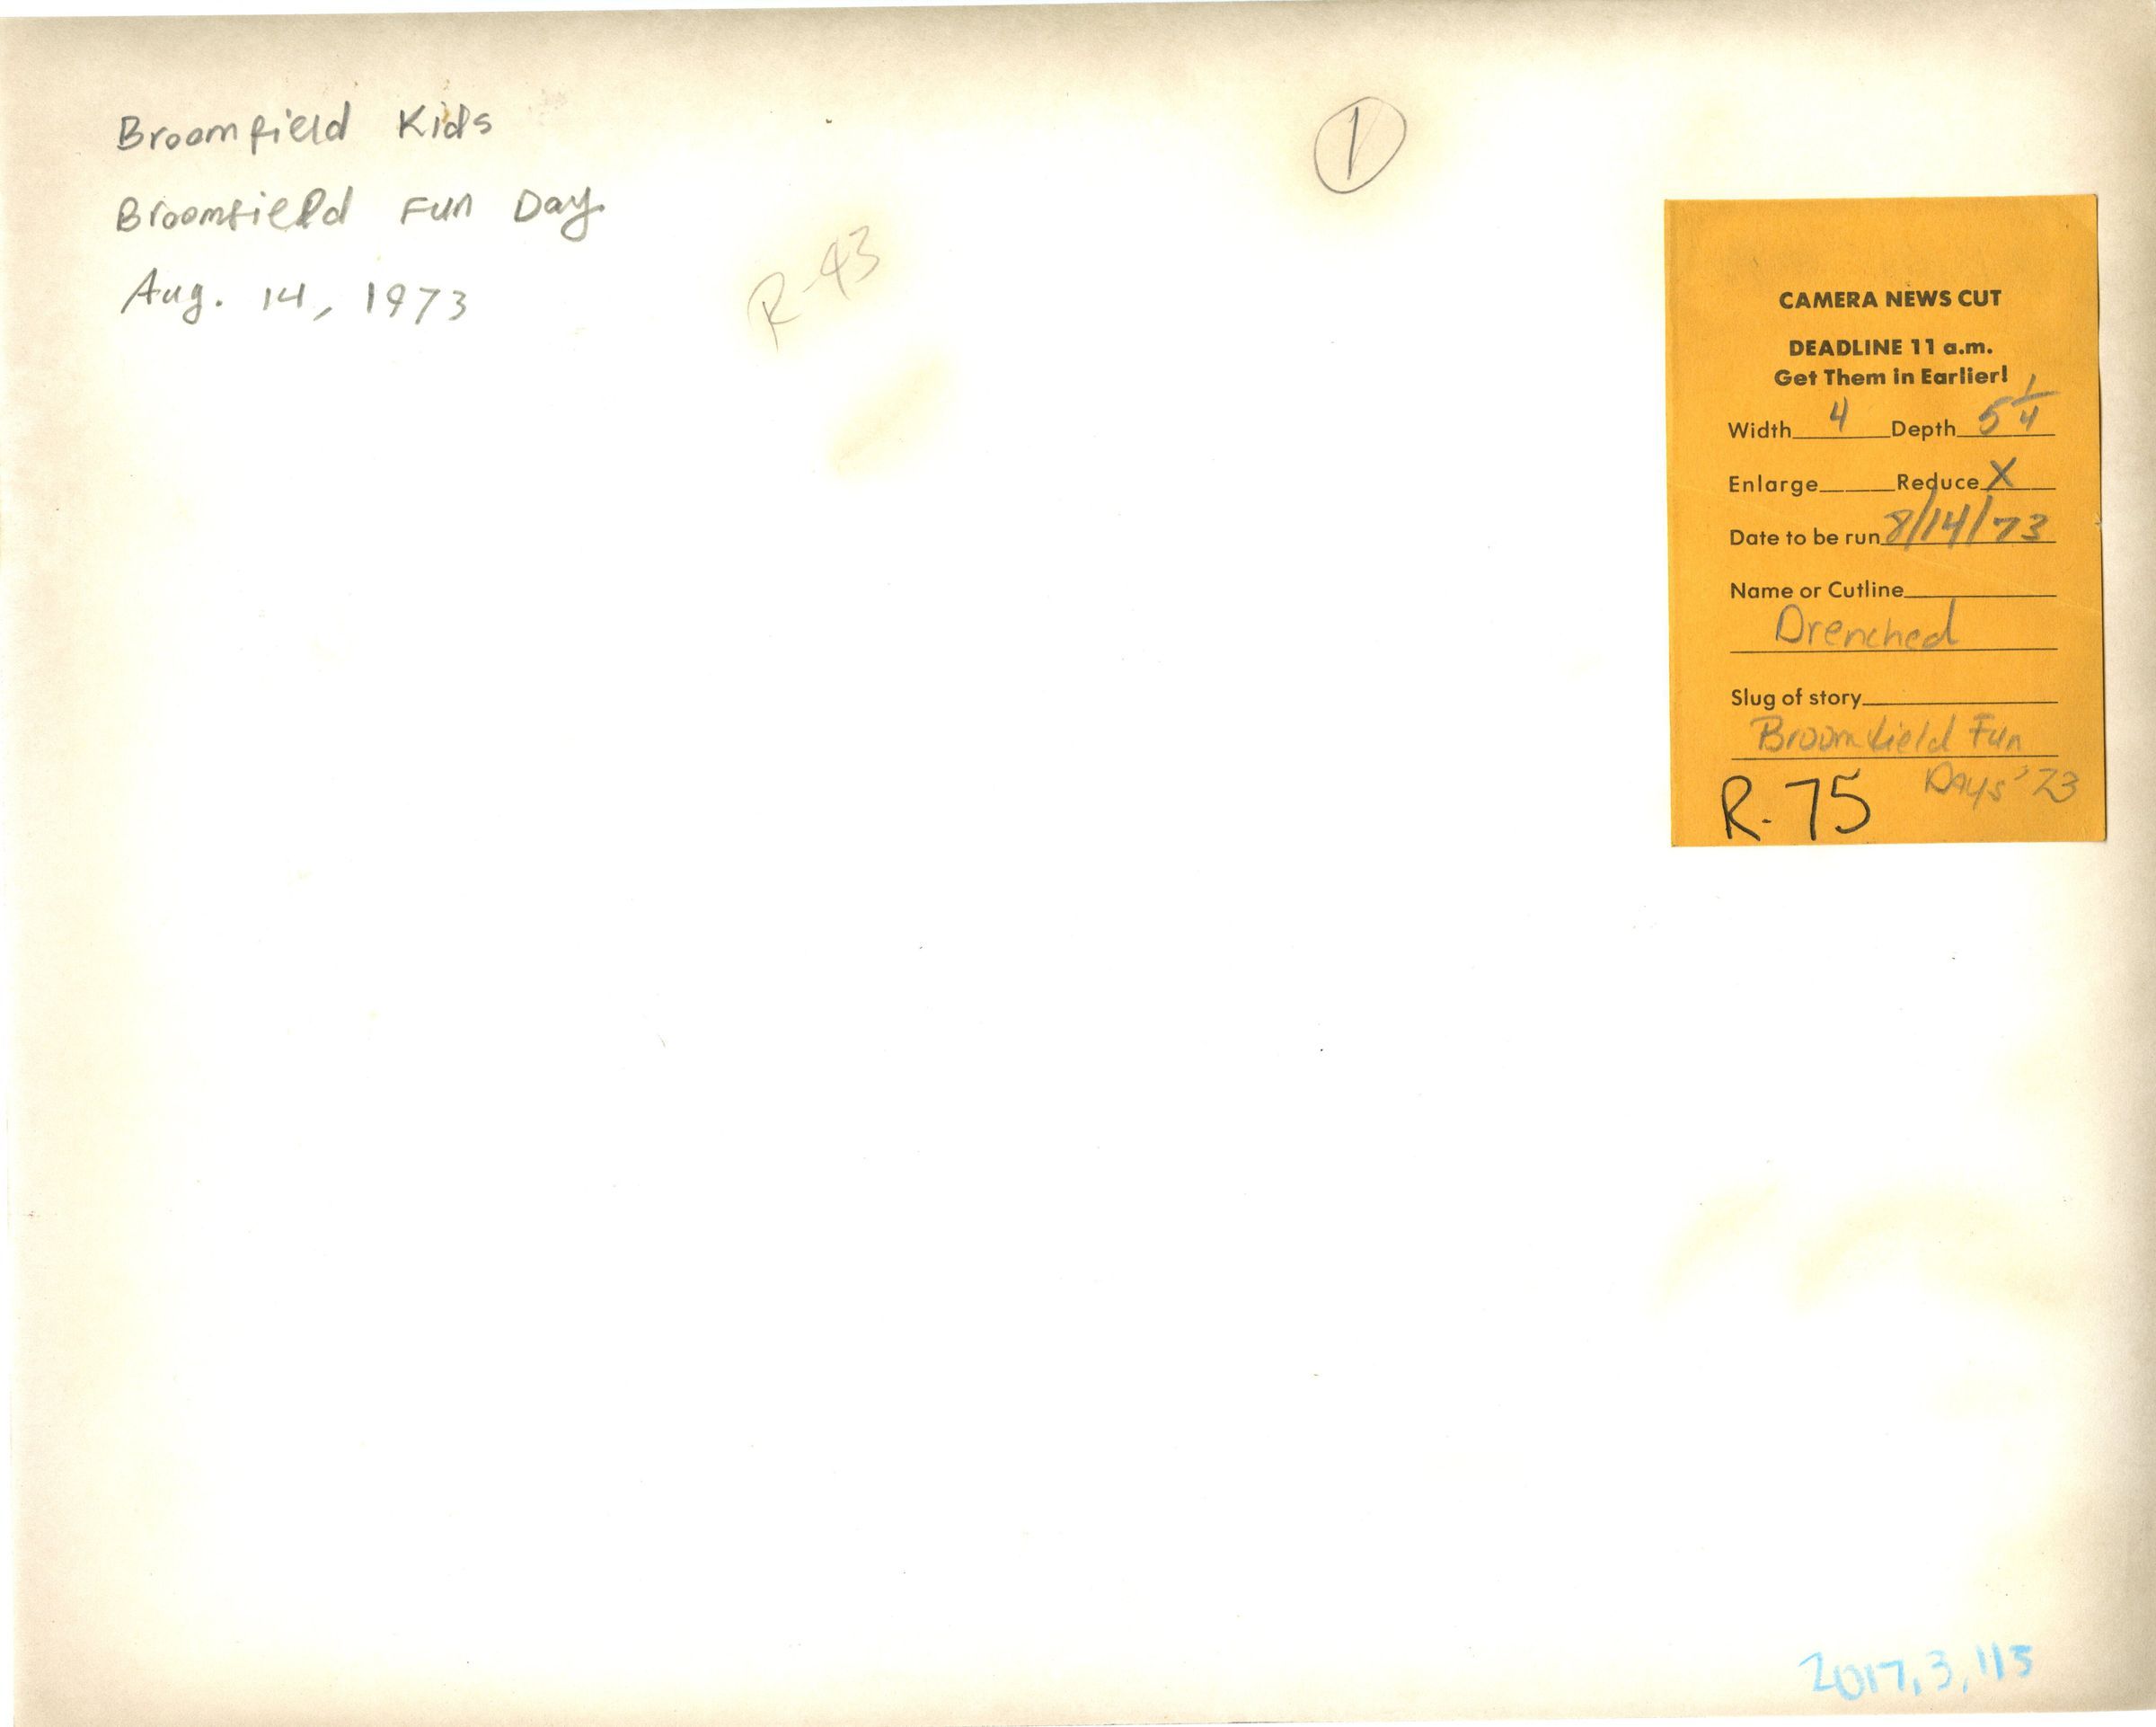 Broomfield Kids
Broomfield Fun Day
Aug. 14, 1973
R-43
1
CAMERA NEWS CUT
DEADLINE 11 a.m.
Get Them in Earlier!
Width 4 Depth 5 1/4
Enlarge Reduce X
Date to be run 8/14/73
Name or Cutline
Drenched
Slug of story
Broomfield Fun
Days '73
R-75
2017.3.113